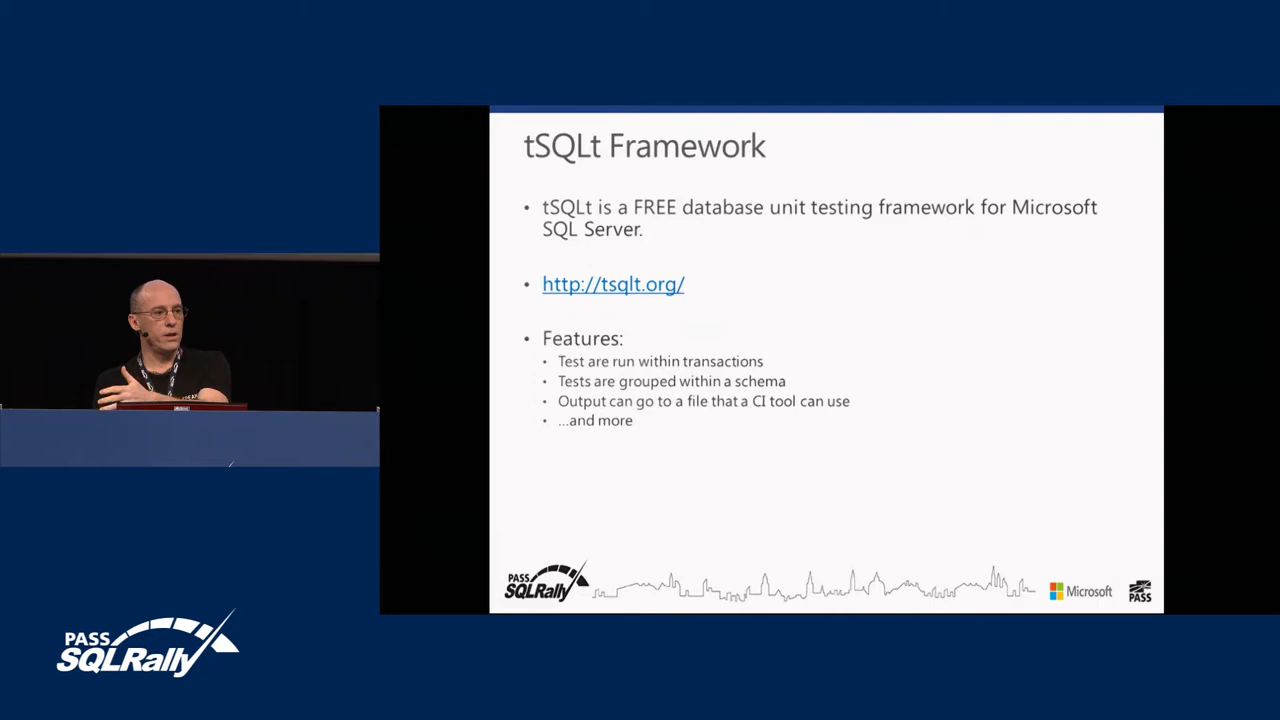 tSQLt Framework
• tSQLt is a FREE database unit testing framework for Microsoft
SQL Server.
• http://tsqlt.org/
• Features:
• Test are run within transactions
• Tests are grouped within a schema
• Output can go to a file that a CI tool can use
• ...and more
PASS
SQLRally
Microsoft
PASS
PASS
SQLRally